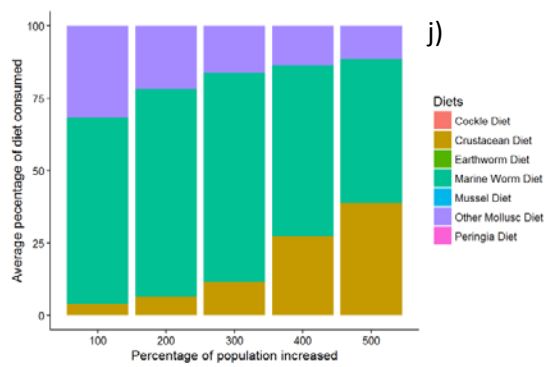 j)
100
75
50
25
0
Average pecentage of diet consumed
100 200 300 400 500
Percentage of population increased
Diets
Cockle Diet
Crustacean Diet
Earthworm Diet
Marine Worm Diet
Mussel Diet
Other Mollusc Diet
Peringia Diet